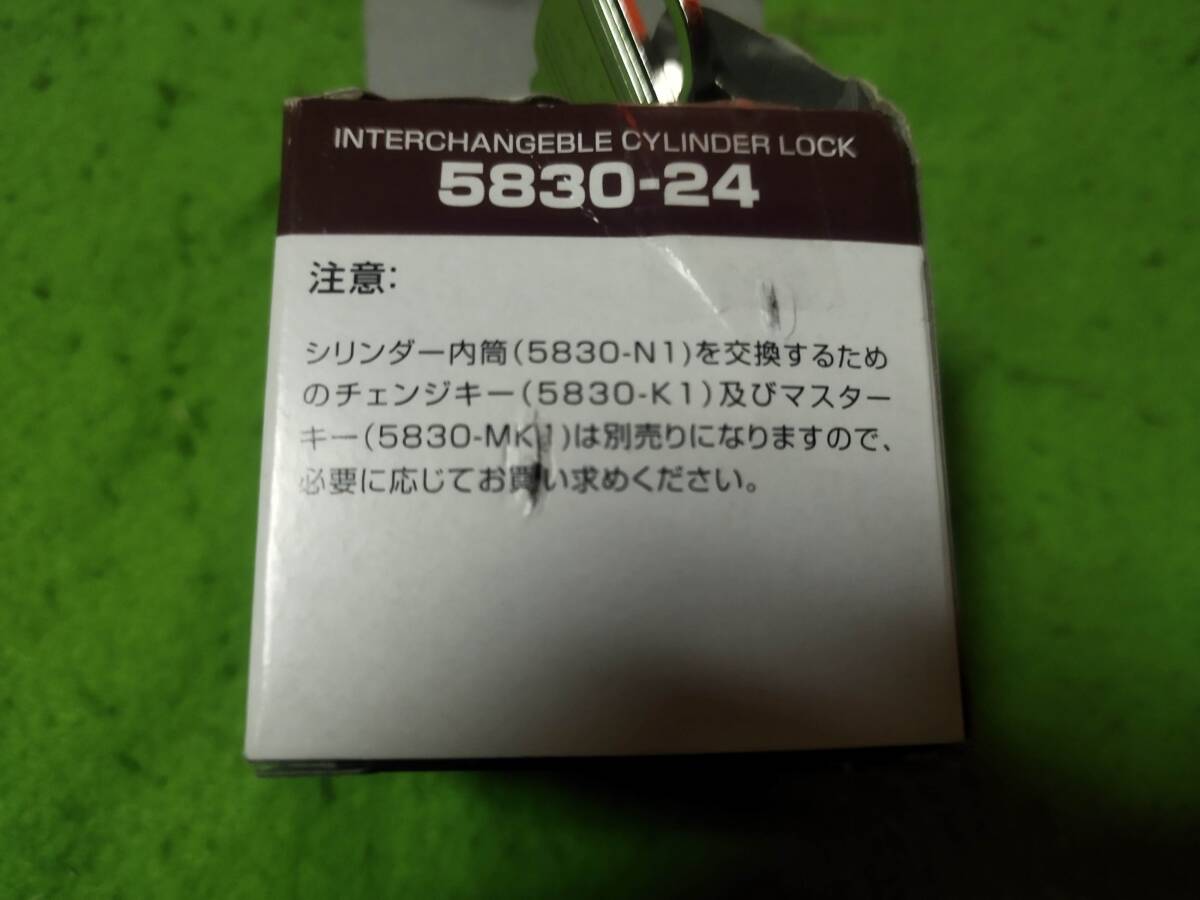 INTERCHANGEBLE CYLINDER LOCK
5830-24
注意:
シリンダー内筒(5830-N1)を交換するため
のチェンジキー(5830-K1)及びマスター
キー(5830-MK1)は別売りになりますので、
必要に応じてお買い求めください。